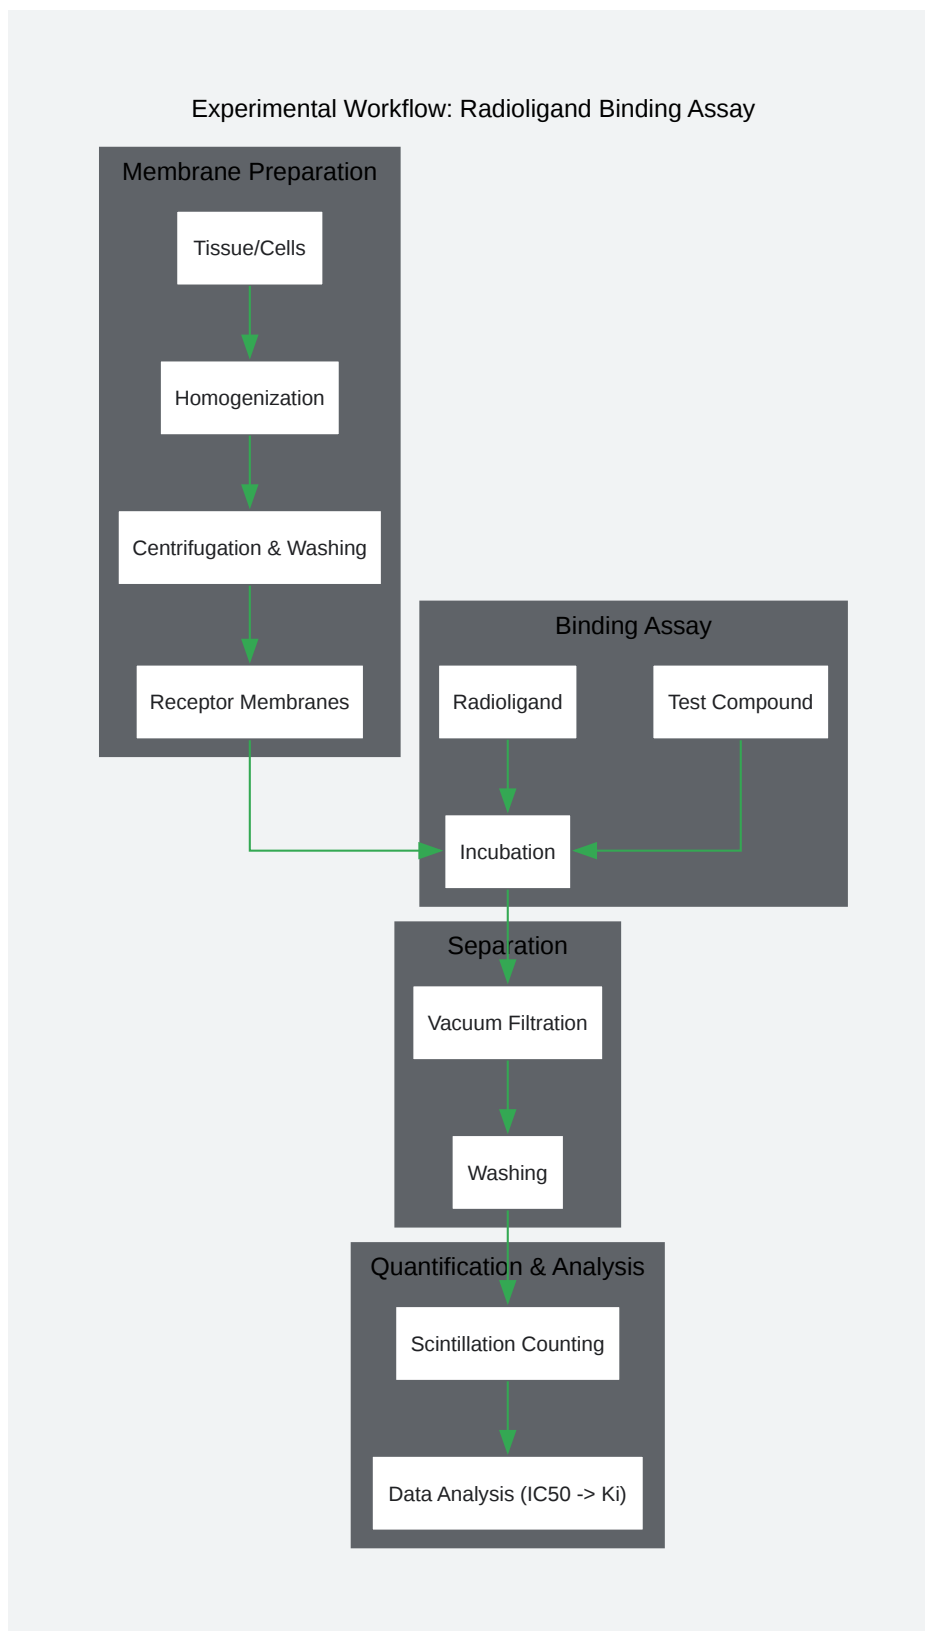 Experimental Workflow: Radioligand Binding Assay
Membrane Preparation
Tissue/Cells
Homogenization
Centrifugation & Washing
Receptor Membranes
Binding Assay
Radioligand
Test Compound
Incubation
Separation
Vacuum Filtration
Washing
Quantification & Analysis
Scintillation Counting
Data Analysis (IC50 -> Ki)